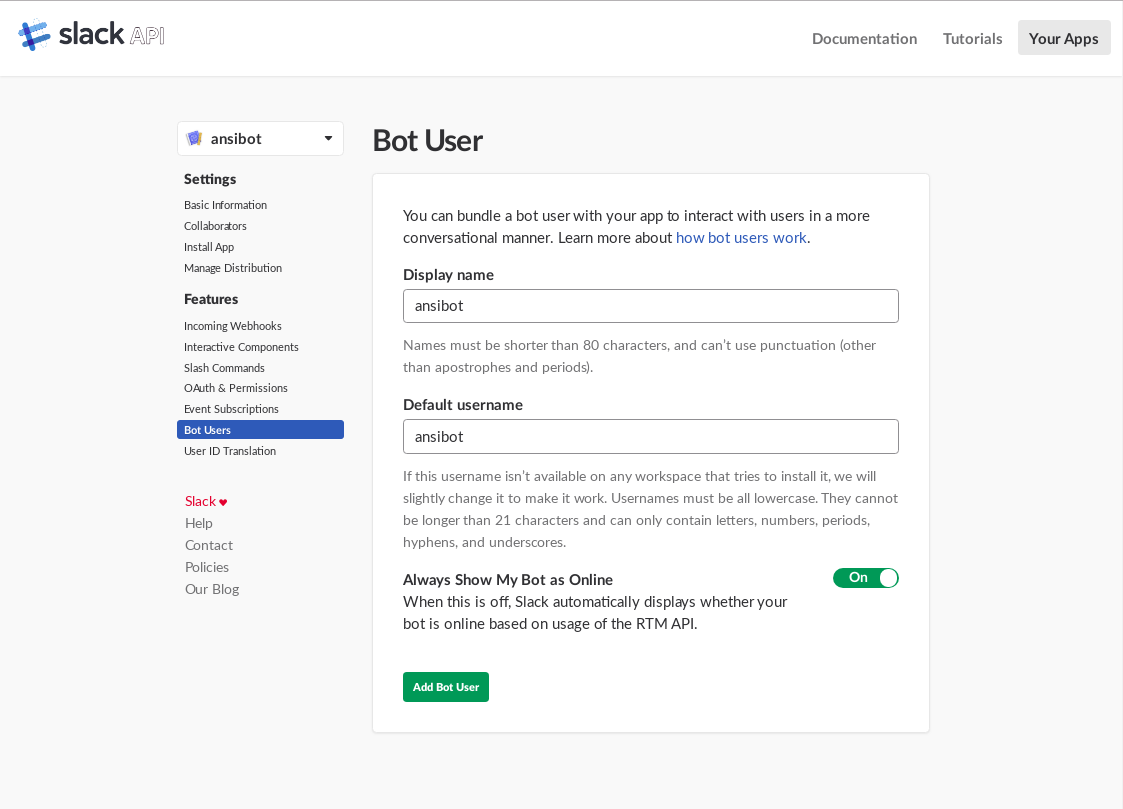 slack API
Documentation
Tutorials
Your Apps
ansibot
Settings
Basic Information
Collaborators
Install App
Manage Distribution
Features
Incoming Webhooks
Interactive Components
Slash Commands
OAuth & Permissions
Event Subscriptions
Bot Users
User ID Translation
Slack
Help
Contact
Policies
Our Blog
Bot User
You can bundle a bot user with your app to interact with users in a more
conversational manner. Learn more about how bot users work.
Display name
ansibot
Names must be shorter than 80 characters, and can’t use punctuation (other
than apostrophes and periods).
Default username
ansibot
If this username isn’t available on any workspace that tries to install it, we will
slightly change it to make it work. Usernames must be all lowercase. They cannot
be longer than 21 characters and can only contain letters, numbers, periods,
hyphens, and underscores.
Always Show My Bot as Online
On
When this is off, Slack automatically displays whether your
bot is online based on usage of the RTM API.
Add Bot User